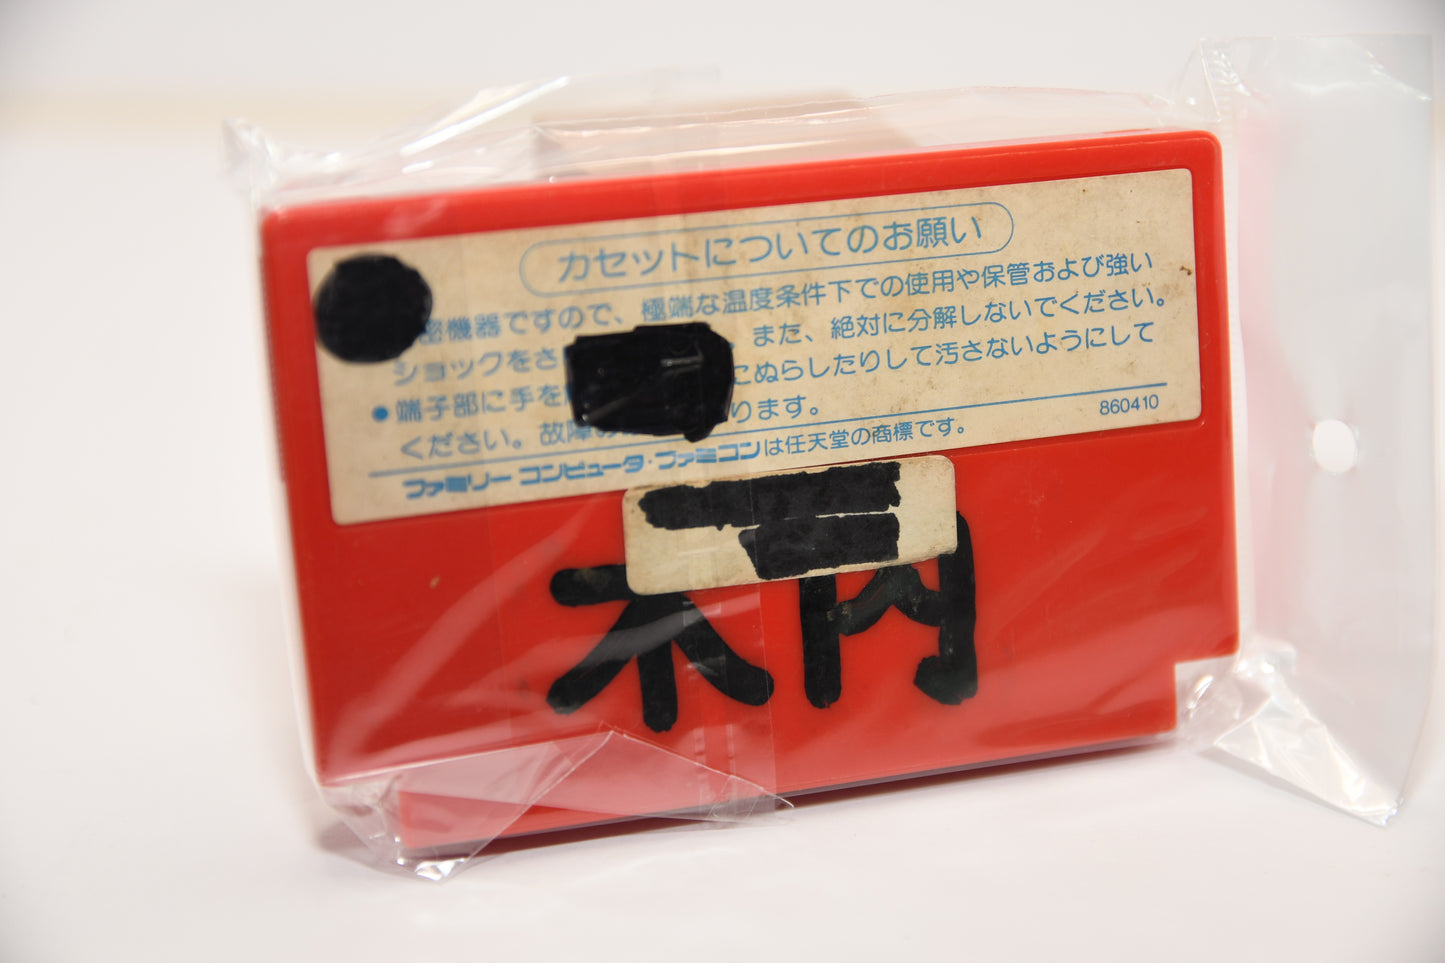 カセットについてのお願い
密機器ですので、極端な温度条件下での使用や保管および強い
ショックをさ 。また、絶対に分解しないでください。
●端子部に手を にぬらしたりして汚さないようにして
ください。故障の ります。
860410
ファミリー コンピュータ・ファミコンは任天堂の商標です。
木内